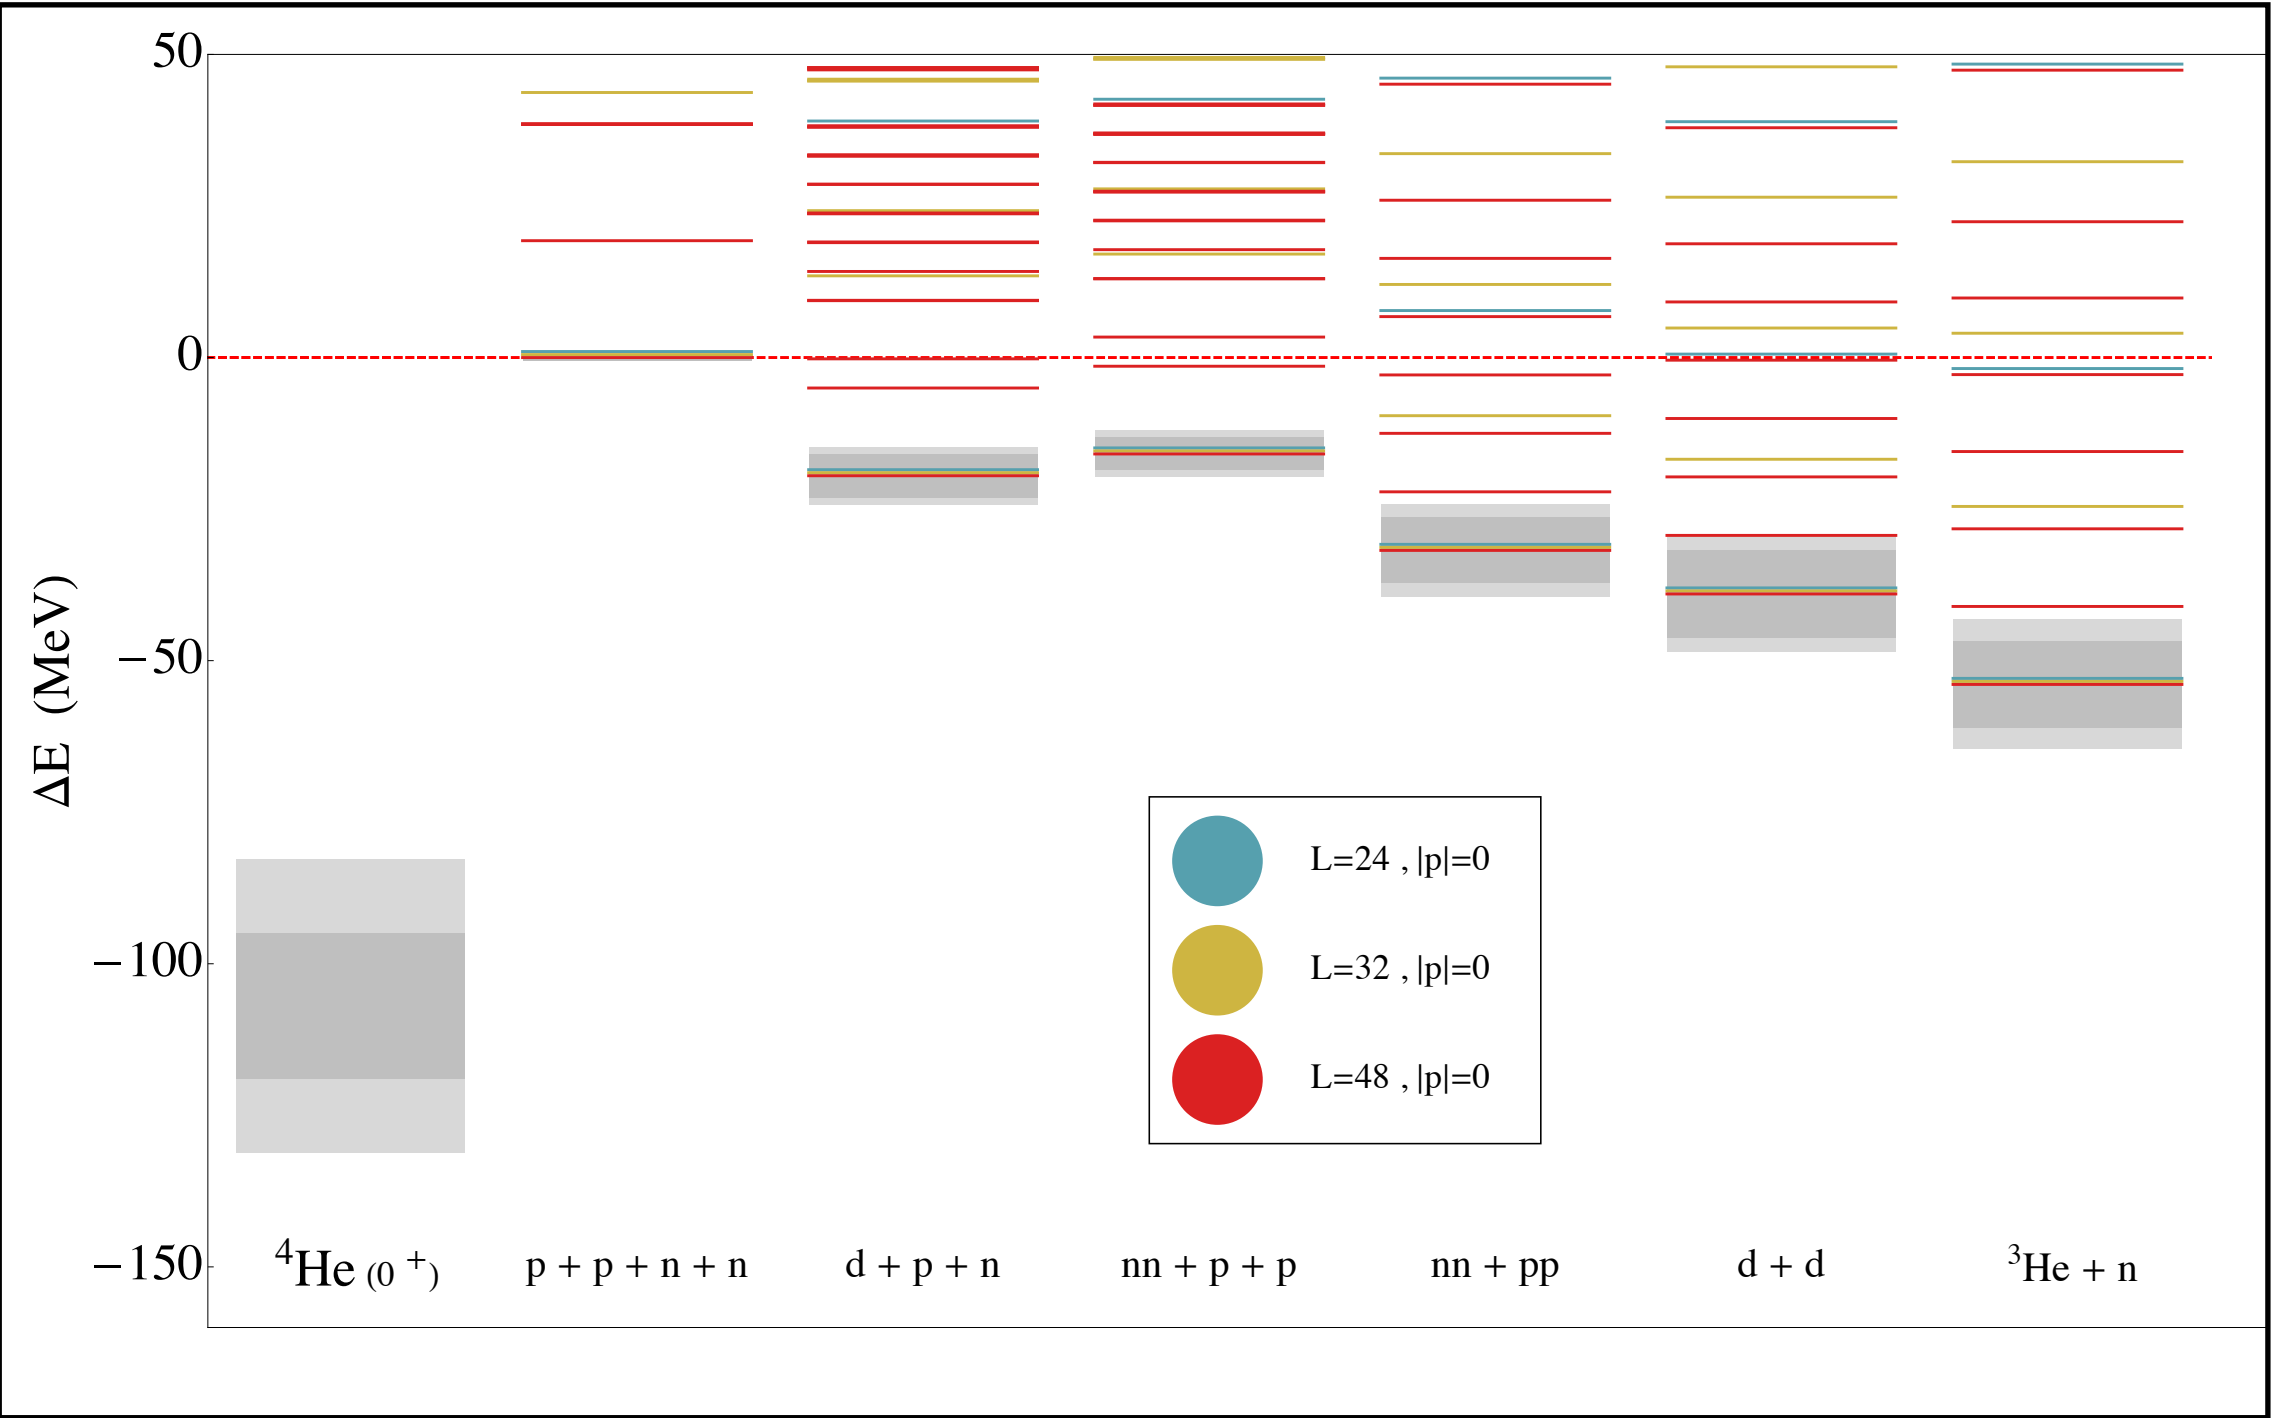 50
0
−50
−100
−150
ΔE (MeV)
L=24 , |p|=0
L=32 , |p|=0
L=48 , |p|=0
⁴He (0 ⁺)
p + p + n + n
d + p + n
nn + p + p
nn + pp
d + d
³He + n